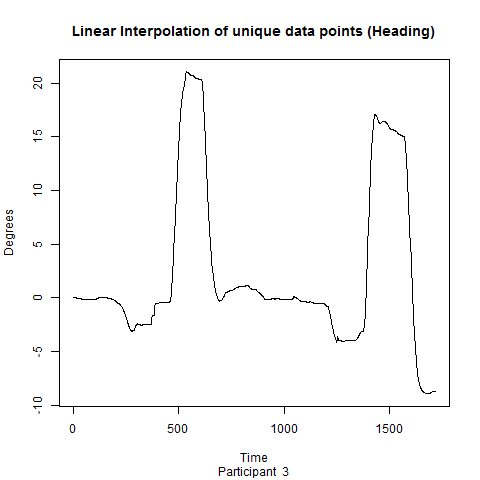 Linear Interpolation of unique data points (Heading)
20
15
10
5
0
-5
-10
Degrees
0 500 1000 1500
Time
Participant 3